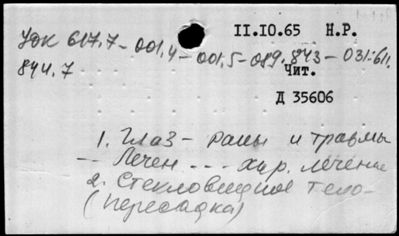 II.IO.65 Н.Р.
УДК 617.7-001.4-001.5-089.843-031:611.
844.7
Чит.
Д 35606
1. Глаз - раны и травмы
-- Лечен ... хир. лечение
2. Стекловидное тело-
(пересадка)